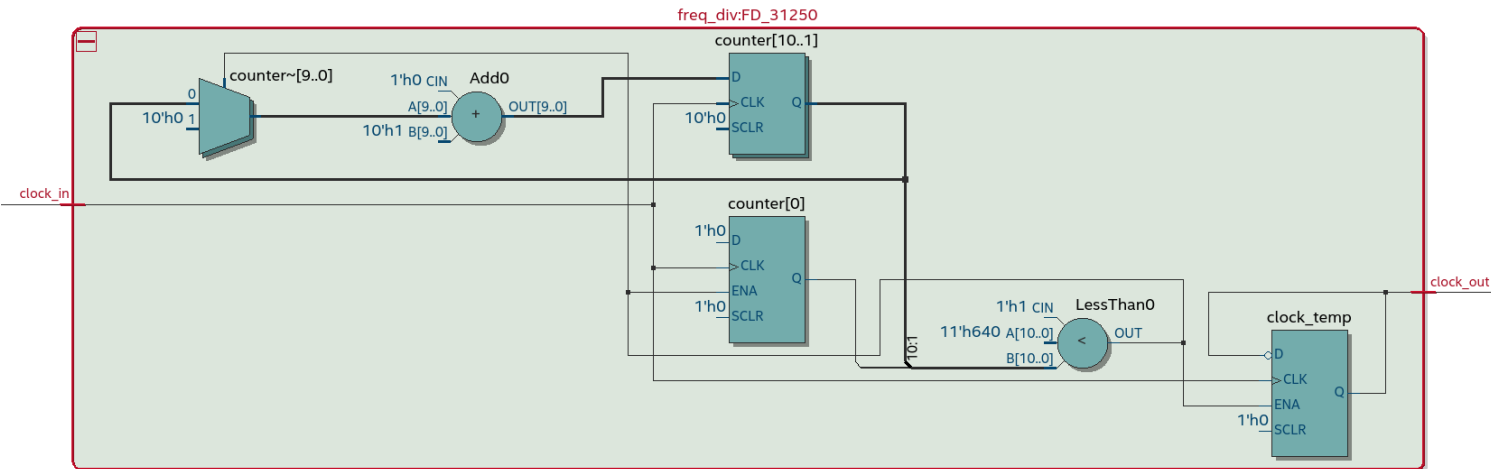 freq_div:FD_31250
counter[10..1]
counter~[9..0]
1'h0 CIN
Add0
D
0
A[9..0]
+
OUT[9..0]
CLK
Q
10'h0 1
10'h1 B[9..0]
10'h0 SCLR
clock_in
counter[0]
1'h0 D
CLK
Q
ENA
1'h0 SCLR
clock_out
1'h1 CIN
LessThan0
clock_temp
11'h640 A[10..0]
<
OUT
10:1
B[10..0]
D
CLK
Q
ENA
1'h0 SCLR